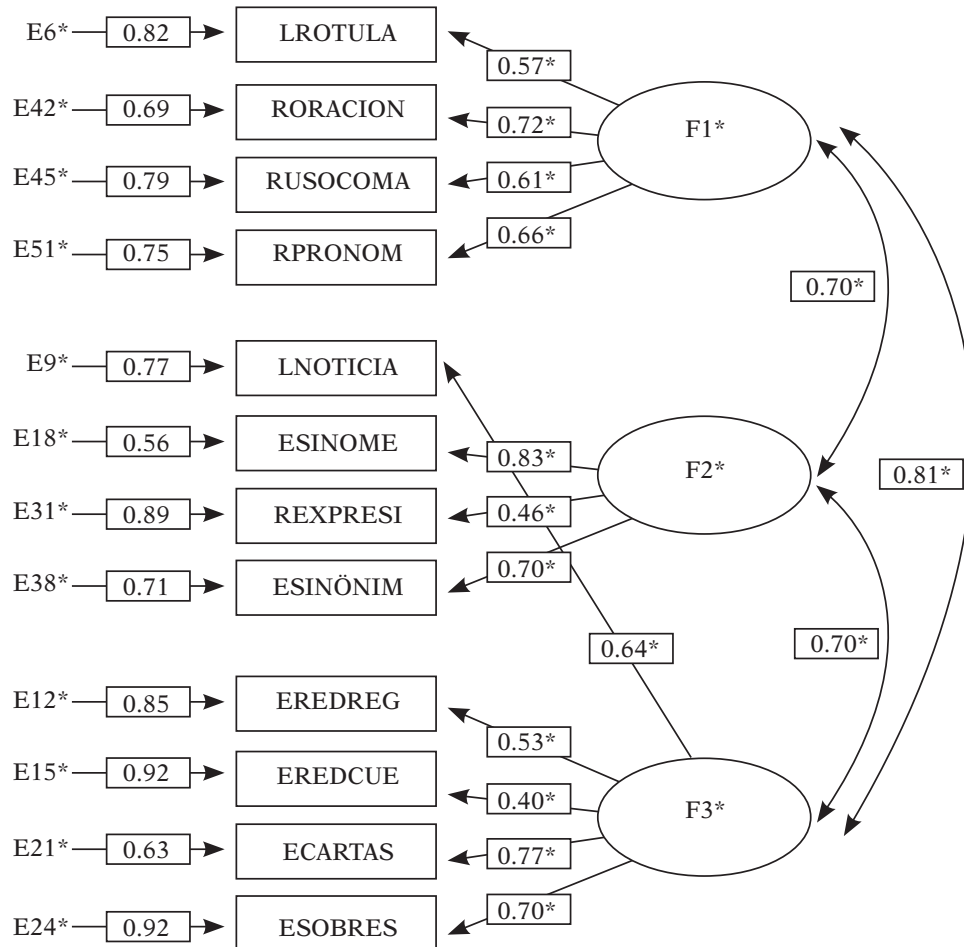 E6* 0.82 LROTULA
0.57*
E42* 0.69 RORACION 0.72* F1*
E45* 0.79 RUSOCOMA 0.61*
E51* 0.75 RPRONOM 0.66*
0.70*
E9* 0.77 LNOTICIA
E18* 0.56 ESINOME 0.83* F2* 0.81*
E31* 0.89 REXPRESI 0.46*
E38* 0.71 ESINÖNIM 0.70*
0.64* 0.70*
E12* 0.85 EREDREG
0.53*
E15* 0.92 EREDCUE 0.40* F3*
E21* 0.63 ECARTAS 0.77*
E24* 0.92 ESOBRES 0.70*